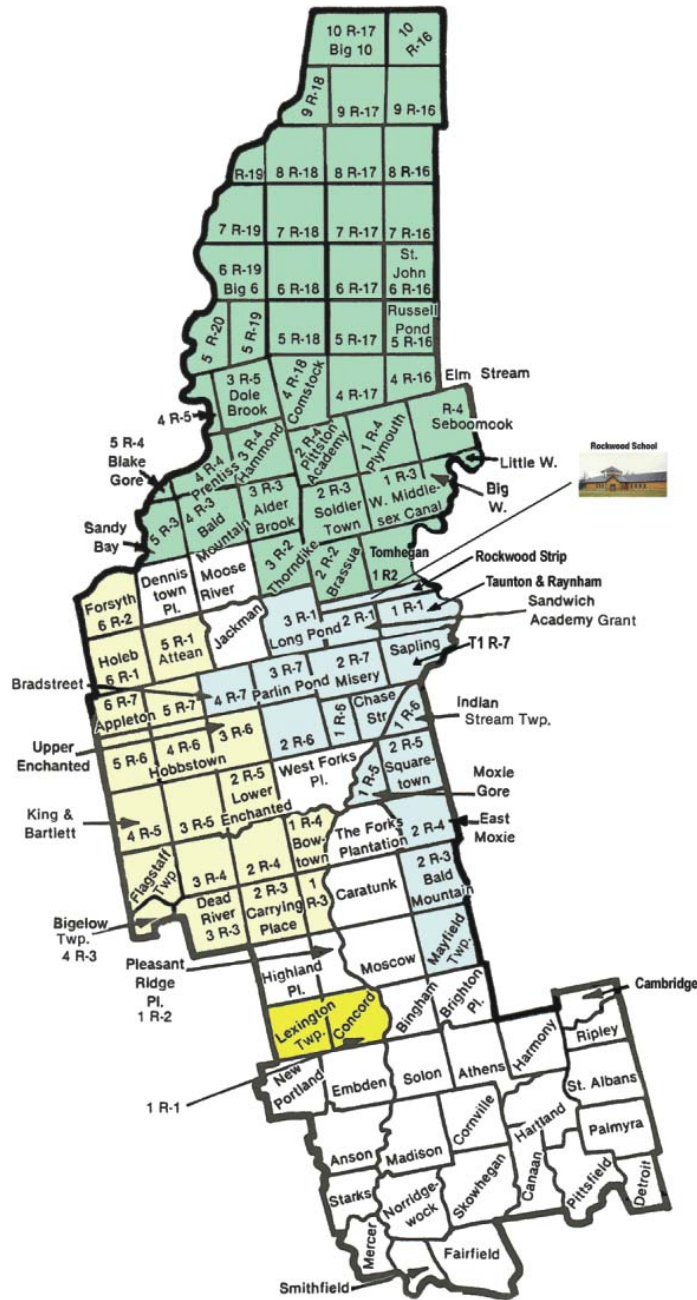 10 R-17
Big 10
10
R-16
9 R-18
9 R-17
9 R-16
R-19
8 R-18
8 R-17
8 R-16
7 R-19
7 R-18
7 R-17
7 R-16
6 R-19
Big 6
6 R-18
6 R-17
St.
John
6 R-16
5 R-20
5 R-19
5 R-18
5 R-17
Russell
Pond
5 R-16
4 R-5
3 R-5
Dole
Brook
4 R-18
Comstock
4 R-17
4 R-16
Elm Stream
5 R-4
Blake
Gore
4 R-4
Prentiss
3 R-4
Hammond
2 R-4
Pittston
Academy
1 R-4
Plymouth
R-4
Seboomook
Little W.
Rockwood School
Sandy
Bay
5 R-3
4 R-3
Bald
Mountain
3 R-3
Alder
Brook
2 R-3
Soldier
Town
1 R-3
W. Middle-
sex Canal
Big
W.
Dennis
town
Pl.
Moose
River
3 R-2
Thorndike
2 R-2
Brassua
Tomhegan
1 R2
Rockwood Strip
Taunton & Raynham
Forsyth
6 R-2
Jackman
3 R-1
Long Pond
2 R-1
1 R-1
Sandwich
Academy Grant
Holeb
6 R-1
5 R-1
Attean
Sapling
T1 R-7
Bradstreet
6 R-7
Appleton
5 R-7
4 R-7
3 R-7
Parlin Pond
2 R-7
Misery
Upper
Enchanted
5 R-6
4 R-6
Hobbstown
3 R-6
2 R-6
1 R-6
Chase
Str.
1 R-6
Indian
Stream Twp.
King &
Bartlett
4 R-5
3 R-5
2 R-5
Lower
Enchanted
West Forks
Pl.
1 R-5
2 R-5
Square-
town
Moxie
Gore
Flagstaff
Twp.
3 R-4
2 R-4
1 R-4
Bow-
town
The Forks
Plantation
2 R-4
East
Moxie
Bigelow
Twp.
4 R-3
Dead
River
3 R-3
2 R-3
Carrying
Place
1
R-3
Caratunk
2 R-3
Bald
Mountain
Pleasant
Ridge
Pl.
1 R-2
Highland
Pl.
Moscow
Mayfield
Twp.
Lexington
Twp.
Concord
Bingham
Brighton
Pl.
Cambridge
1 R-1
New
Portland
Embden
Solon
Athens
Harmony
Ripley
St. Albans
Anson
Madison
Cornville
Hartland
Palmyra
Starks
Norridge-
wock
Skowhegan
Canaan
Pittsfield
Detroit
Mercer
Smithfield
Fairfield